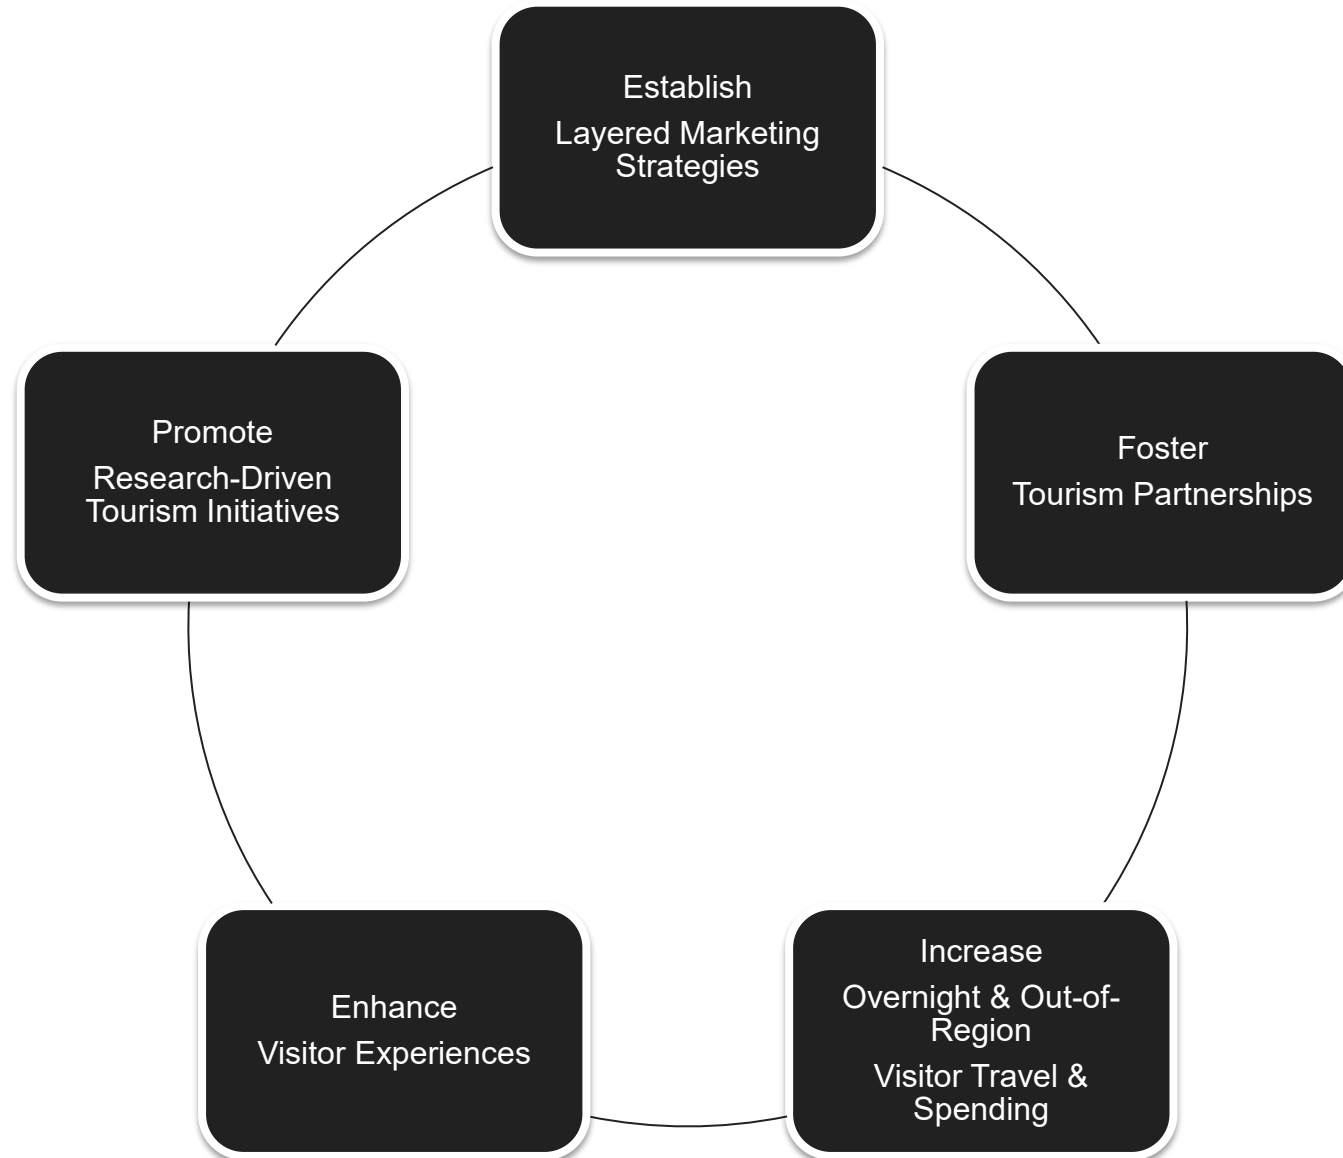 Establish
Layered Marketing
Strategies
Foster
Tourism Partnerships
Increase
Overnight & Out-of-
Region
Visitor Travel &
Spending
Enhance
Visitor Experiences
Promote
Research-Driven
Tourism Initiatives